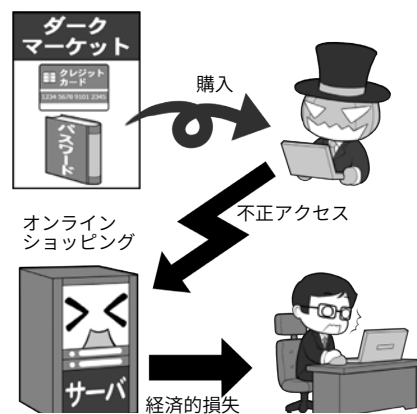 ダーク
マーケット
クレジット
カード
1234 5678 9101 2345
パスワード
購入
不正アクセス
オンライン
ショッピング
サーバ
経済的損失